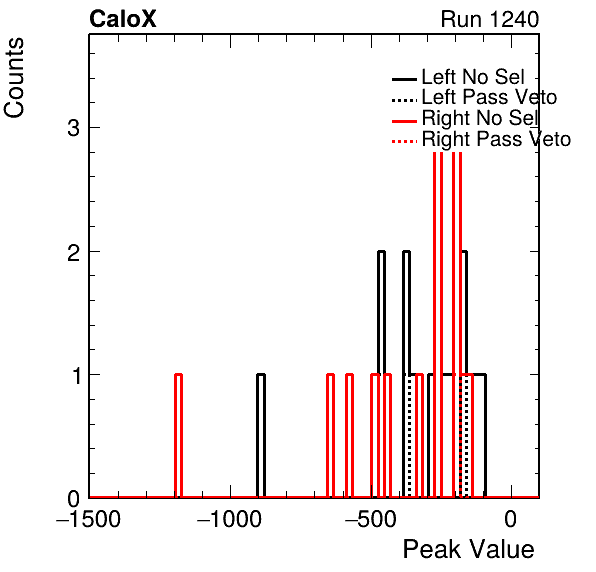 CaloX
Run 1240
Counts
Left No Sel
Left Pass Veto
Right No Sel
Right Pass Veto
3
2
1
0
−1500 −1000 −500 0
Peak Value